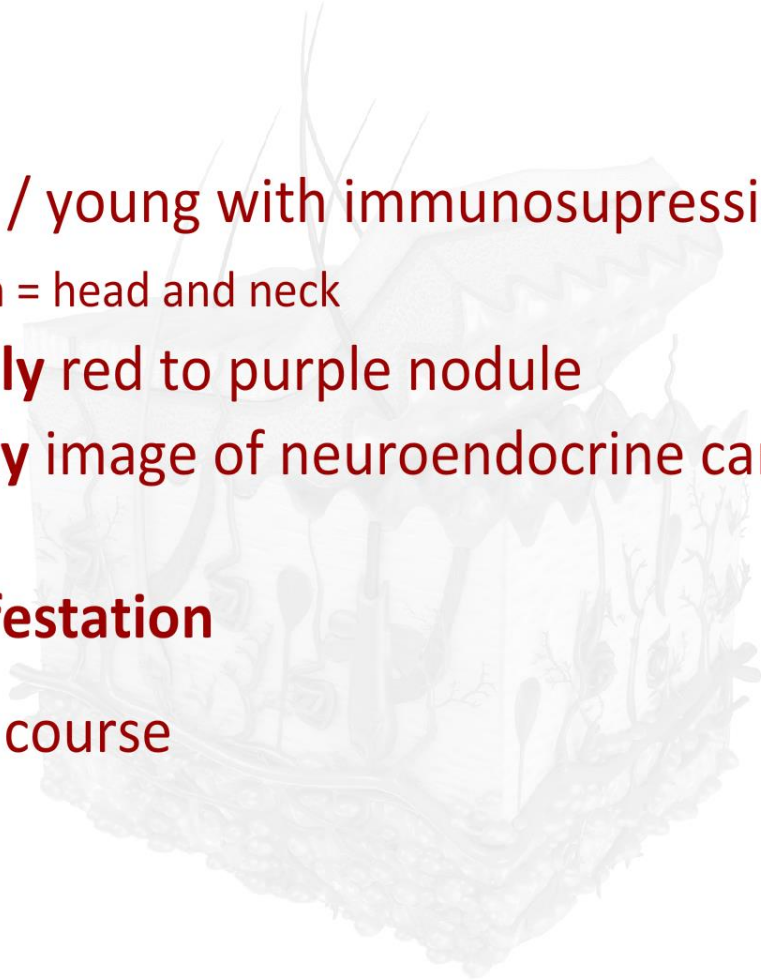 / young with immunosupressi
= head and neck
ly red to purple nodule
y image of neuroendocrine ca
festation
course